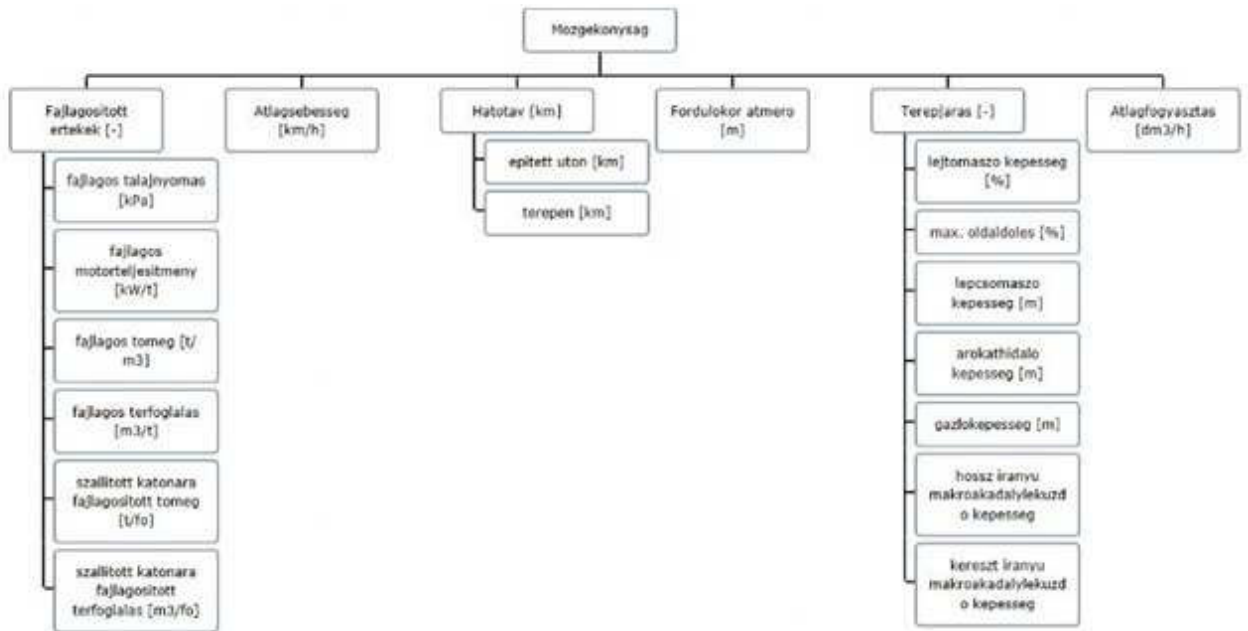 Mozgekonysag
Fajlagositott
ertekek [-]
fajlagos talajnyomas
[kPa]
fajlagos
motorteljesitmeny
[kW/t]
fajlagos tomeg [t/
m3]
fajlagos terfoglalas
[m3/t]
szallitott katonara
fajlagositott tomeg
[t/fo]
szallitott katonara
fajlagositott
terfoglalas [m3/fo]
Atlagsebesseg
[km/h]
Hatotav [km]
epitett uton [km]
terepen [km]
Fordulokor atmero
[m]
Terepjaras [-]
lejtomaszo kepesseg
[%]
max. oldaldoles [%]
lepcsomaszo
kepesseg [m]
arokathidalo
kepesseg [m]
gazlokepesseg [m]
hossz iranyu
makroakadalylekuzd
o kepesseg
kereszt iranyu
makroakadalylekuzd
o kepesseg
Atlagfogyasztas
[dm3/h]